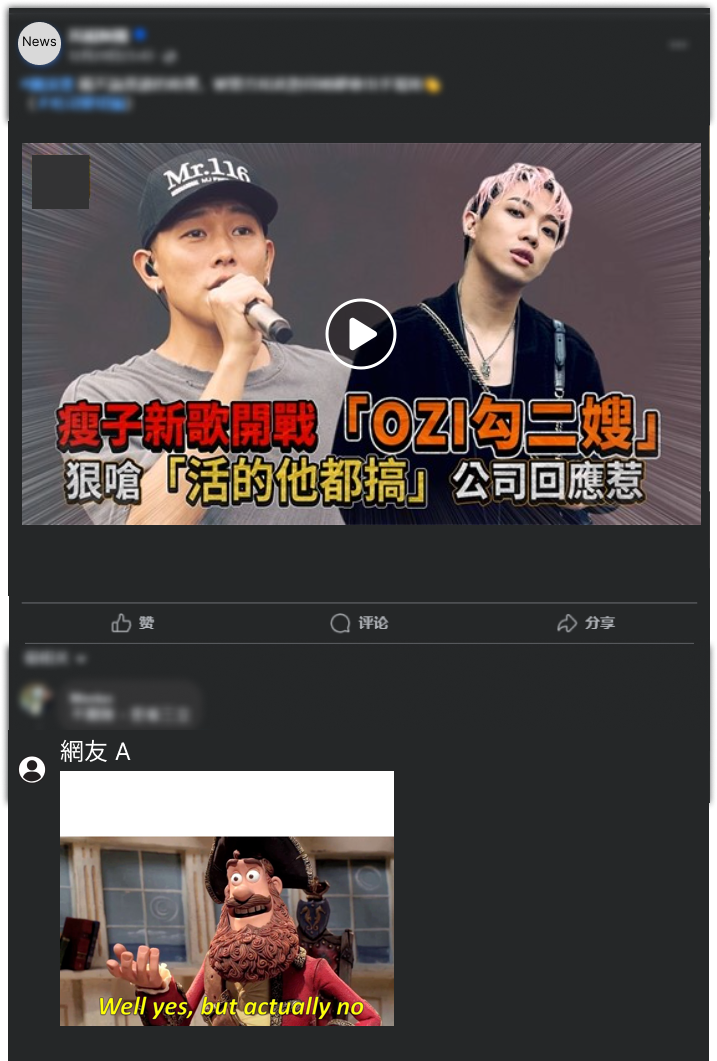 News
Mr.116
瘦子新歌開戰「OZI勾二嫂」
狠嗆「活的他都搞」公司回應惹
赞
评论
分享
網友 A
Well yes, but actually no